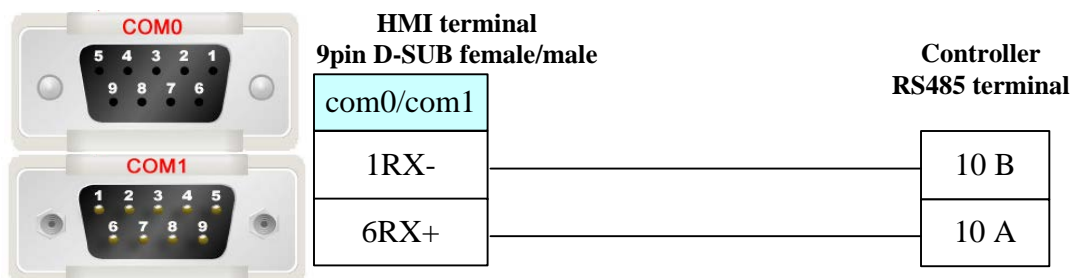 COM0
5 4 3 2 1
9 8 7 6
COM1
1 2 3 4 5
6 7 8 9
HMI terminal
9pin D-SUB female/male
com0/com1
1RX-
6RX+
Controller
RS485 terminal
10 B
10 A